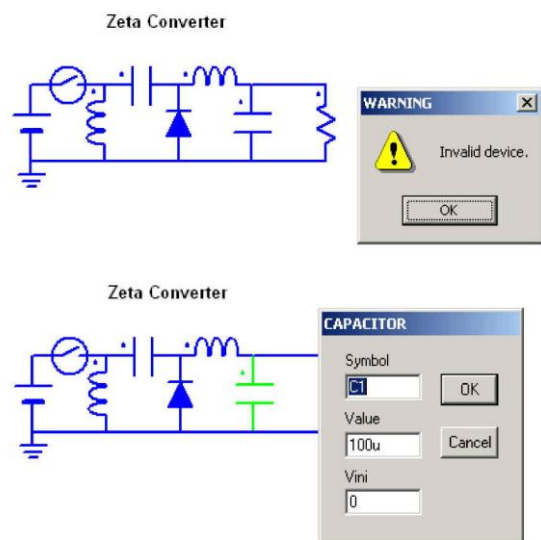 Zeta Converter
WARNING
Invalid device.
OK
Zeta Converter
CAPACITOR
Symbol
C1
OK
Value
100u
Cancel
Vini
0